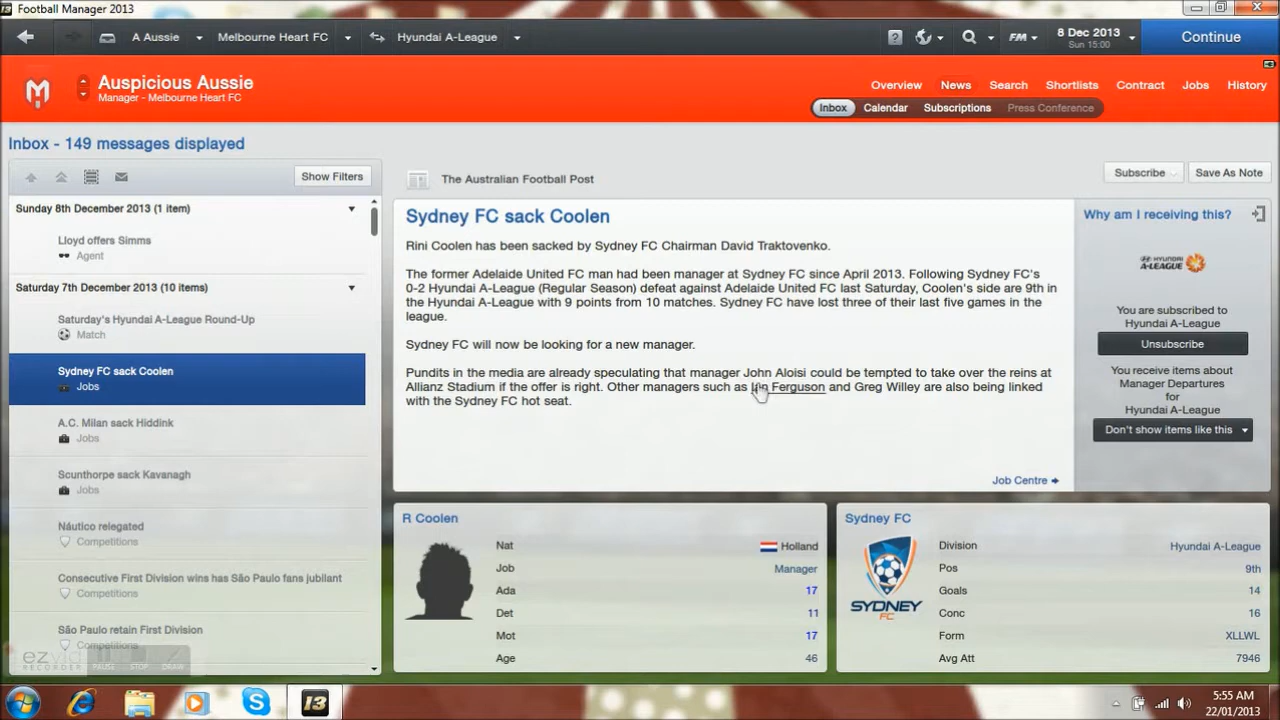 Football Manager 2013
A Aussie
Melbourne Heart FC
Hyundai A-League
?
FM
8 Dec 2013
Sun 15:00
Continue
Auspicious Aussie
Manager - Melbourne Heart FC
Overview
News
Search
Shortlists
Contract
Jobs
History
Inbox
Calendar
Subscriptions
Press Conference
Inbox - 149 messages displayed
Show Filters
Sunday 8th December 2013 (1 item)
Lloyd offers Simms
Agent
Saturday 7th December 2013 (10 items)
Saturday's Hyundai A-League Round-Up
Match
Sydney FC sack Coolen
Jobs
A.C. Milan sack Hiddink
Jobs
Scunthorpe sack Kavanagh
Jobs
Náutico relegated
Competitions
Consecutive First Division wins has São Paulo fans jubilant
Competitions
São Paulo retain First Division
Competitions
ezvid
RECORDER
PAUSE
STOP
DRAW
The Australian Football Post
Subscribe
Save As Note
Sydney FC sack Coolen
Rini Coolen has been sacked by Sydney FC Chairman David Traktovenko.
The former Adelaide United FC man had been manager at Sydney FC since April 2013. Following Sydney FC's
0-2 Hyundai A-League (Regular Season) defeat against Adelaide United FC last Saturday, Coolen's side are 9th in
the Hyundai A-League with 9 points from 10 matches. Sydney FC have lost three of their last five games in the
league.
Sydney FC will now be looking for a new manager.
Pundits in the media are already speculating that manager John Aloisi could be tempted to take over the reins at
Allianz Stadium if the offer is right. Other managers such as Ferguson and Greg Willey are also being linked
with the Sydney FC hot seat.
Job Centre
Why am I receiving this?
HYUNDAI
A-LEAGUE
You are subscribed to
Hyundai A-League
Unsubscribe
You receive items about
Manager Departures
for
Hyundai A-League
Don't show items like this
R Coolen
Nat
Holland
Job
Manager
Ada
17
Det
11
Mot
17
Age
46
Sydney FC
SYDNEY
FC
Division
Hyundai A-League
Pos
9th
Goals
14
Conc
16
Form
XLLWL
Avg Att
7946
13
5:55 AM
22/01/2013